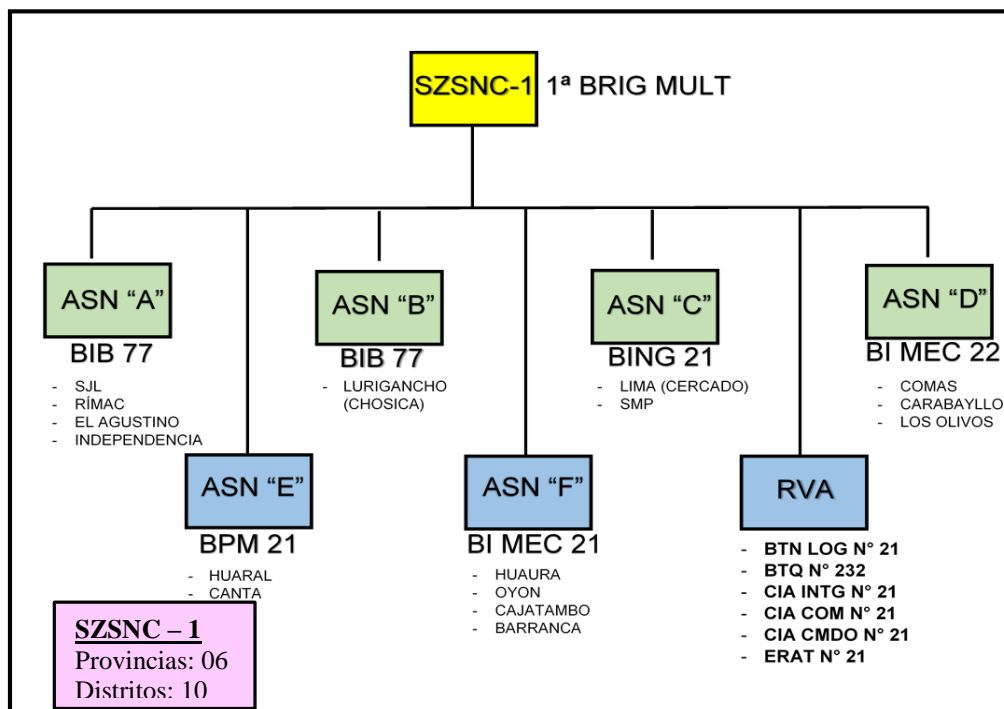 SZSNC-1 1ª BRIG MULT
ASN “A”
BIB 77
- SJL
- RÍMAC
- EL AGUSTINO
- INDEPENDENCIA
ASN “B”
BIB 77
- LURIGANCHO
(CHOSICA)
ASN “C”
BING 21
- LIMA (CERCADO)
- SMP
ASN “D”
BI MEC 22
- COMAS
- CARABAYLLO
- LOS OLIVOS
ASN “E”
BPM 21
- HUARAL
- CANTA
ASN “F”
BI MEC 21
- HUAURA
- OYON
- CAJATAMBO
- BARRANCA
RVA
- BTN LOG N° 21
- BTQ N° 232
- CIA INTG N° 21
- CIA COM N° 21
- CIA CMDO N° 21
- ERAT N° 21
SZSNC – 1
Provincias: 06
Distritos: 10